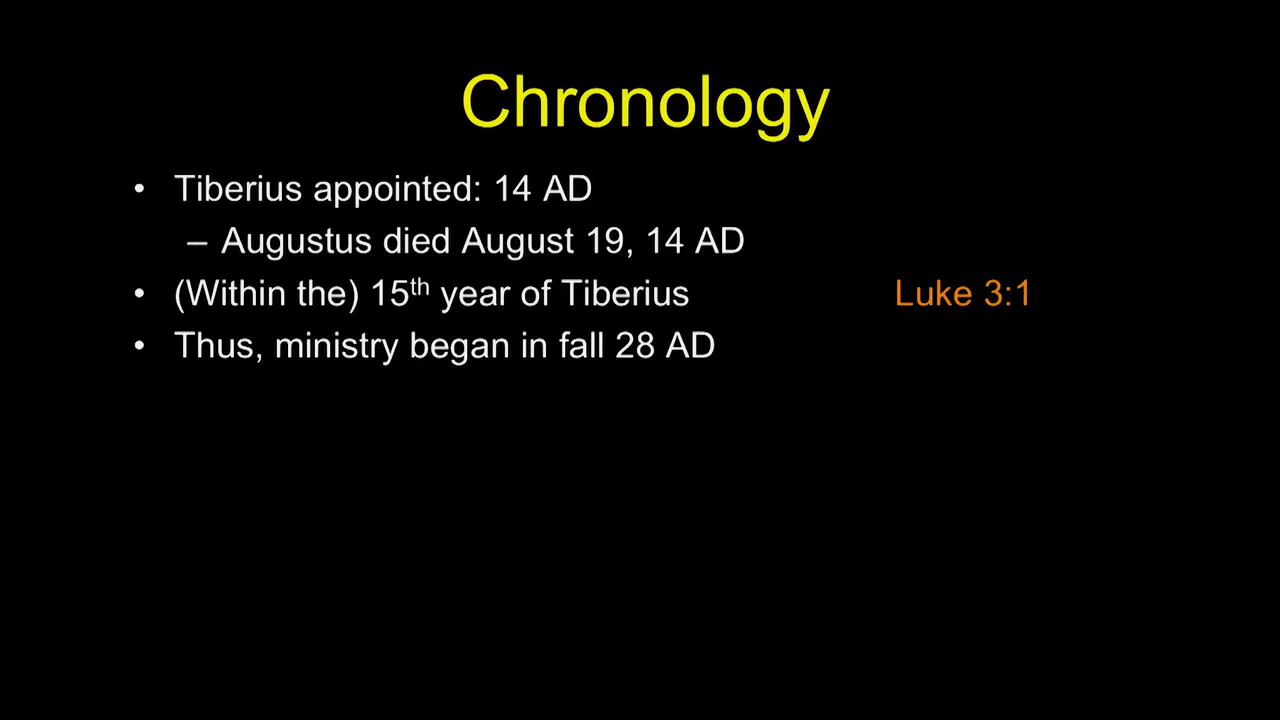 Chronology
• Tiberius appointed: 14 AD
– Augustus died August 19, 14 AD
• (Within the) 15th year of Tiberius Luke 3:1
• Thus, ministry began in fall 28 AD